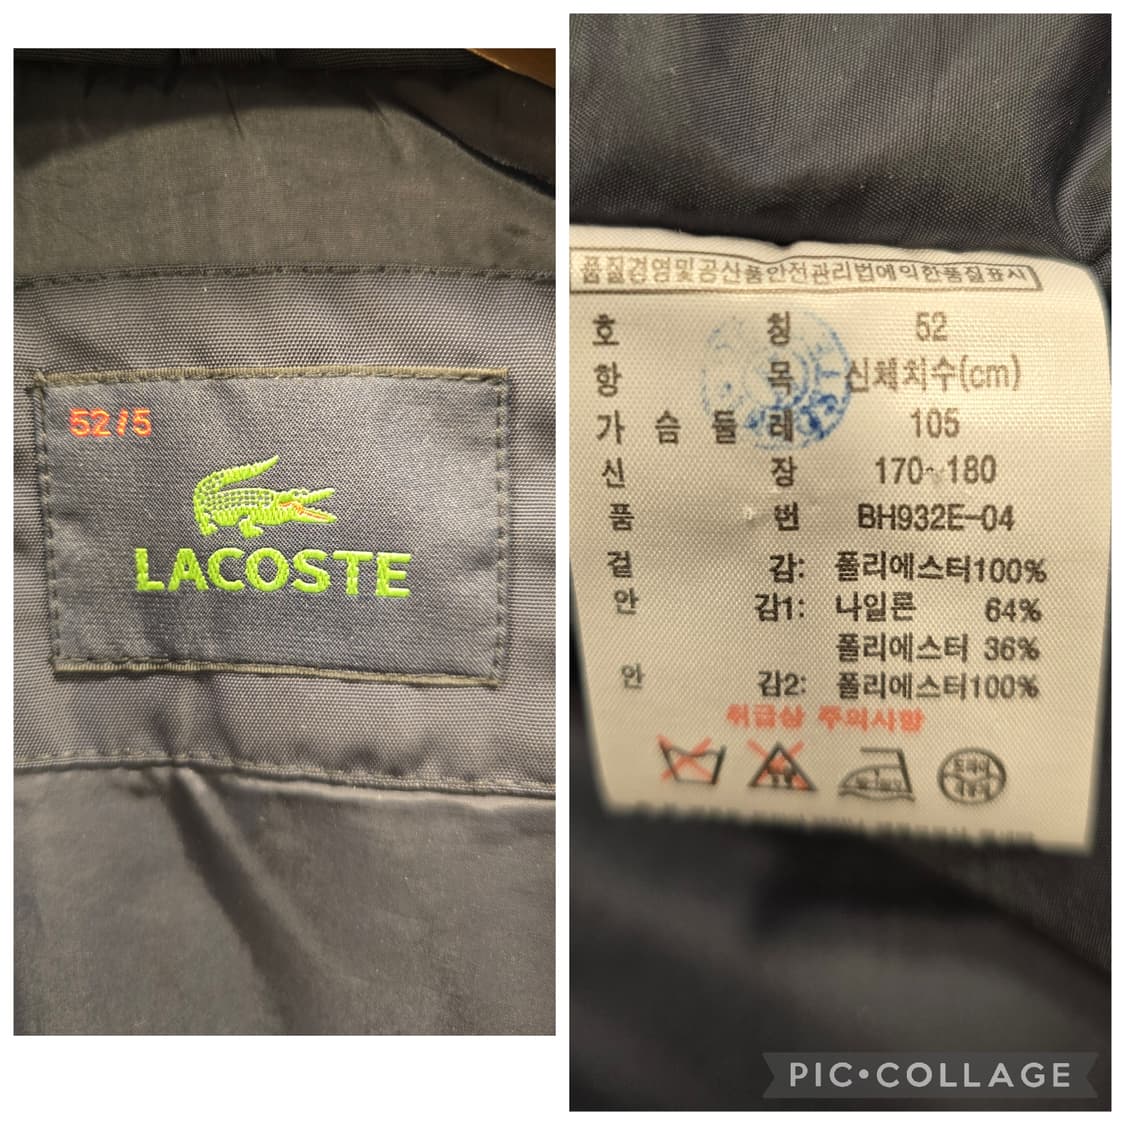 52/5
LACOSTE
품질경영및공산품안전관리법에의한품질표시
호 칭 52
항 목 신체치수(cm)
가 슴 둘 레 105
신 장 170~180
품 번 BH932E-04
겉 감: 폴리에스터100%
안 감1: 나일론 64%
폴리에스터 36%
안 감2: 폴리에스터100%
취급상 주의사항
드라이
PIC•COLLAGE